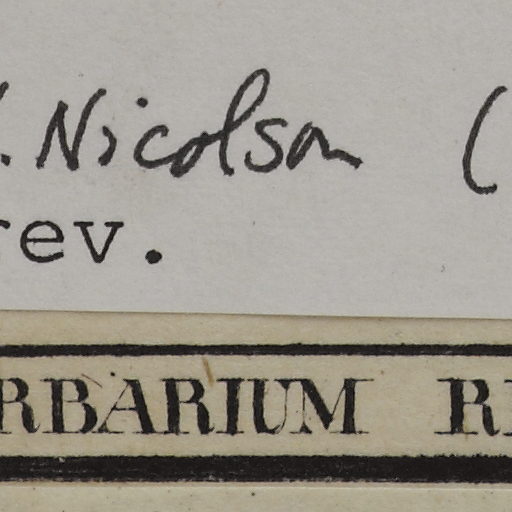 . Nicolson (
rev.
RBARIUM R